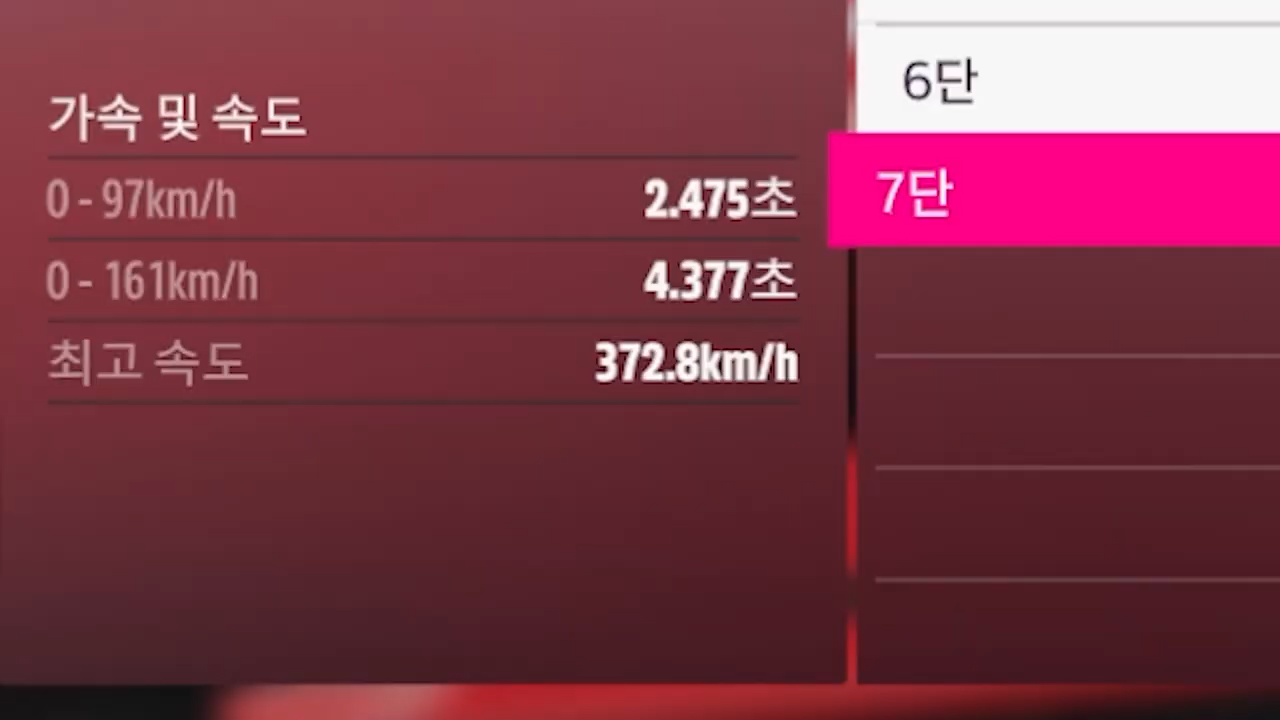 가속 및 속도
0 - 97km/h 2.475초
0 - 161km/h 4.377초
최고 속도 372.8km/h
6단
7단